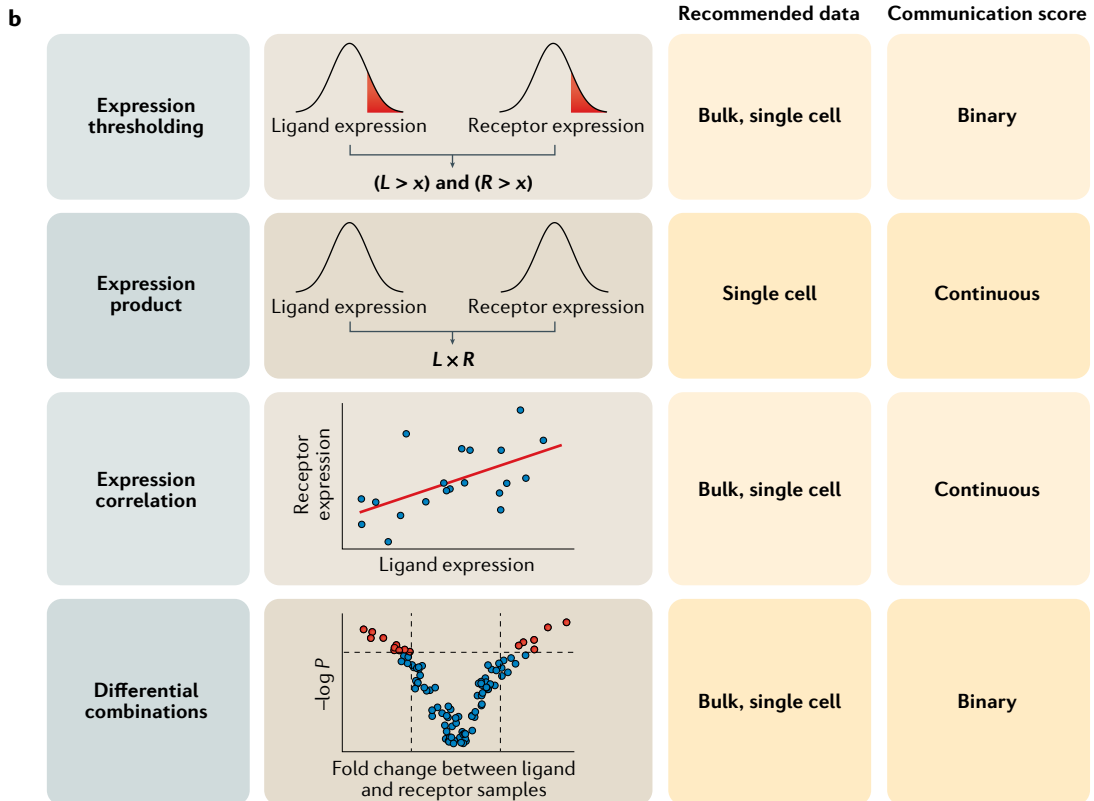 b
Recommended data
Communication score
Expression
thresholding
Ligand expression
Receptor expression
(L > x) and (R > x)
Bulk, single cell
Binary
Expression
product
Ligand expression
Receptor expression
L × R
Single cell
Continuous
Expression
correlation
Receptor
expression
Ligand expression
Bulk, single cell
Continuous
Differential
combinations
–log P
Fold change between ligand
and receptor samples
Bulk, single cell
Binary